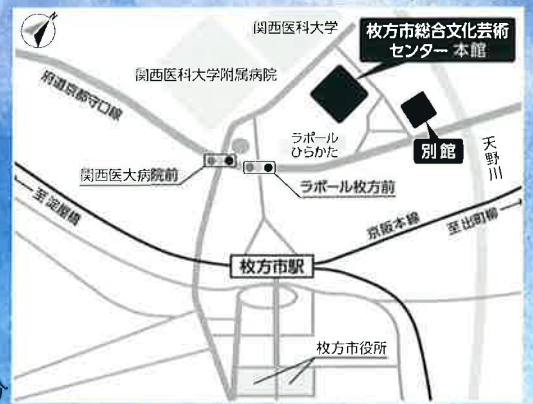 関西医科大学
枚方市総合文化芸術
センター 本館
関西医科大学附属病院
府道京都守口線
ラポール
ひらかた
別館
天野川
関西医大病院前
ラポール枚方前
至淀屋橋
京阪本線
至出町柳
枚方市駅
枚方市役所
分